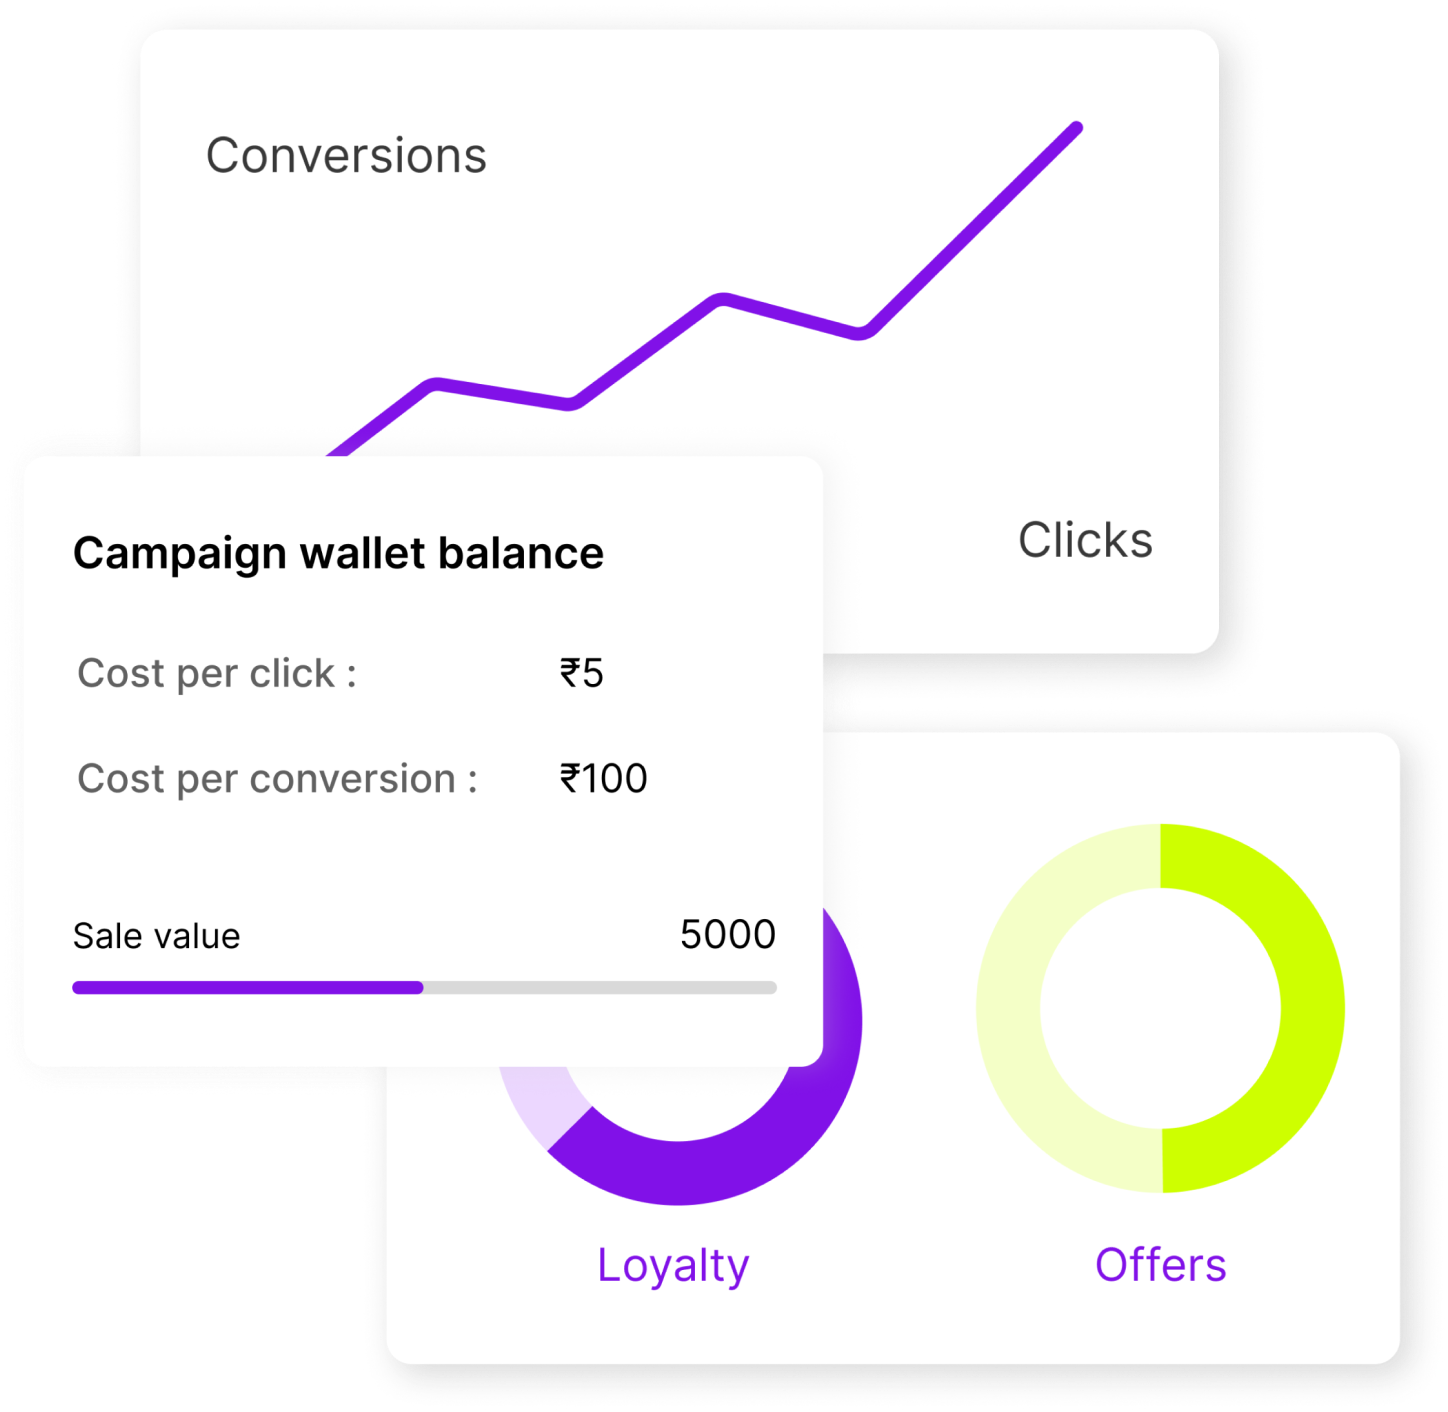 Conversions
Clicks
Campaign wallet balance
Cost per click : ₹5
Cost per conversion : ₹100
Sale value 5000
Loyalty
Offers